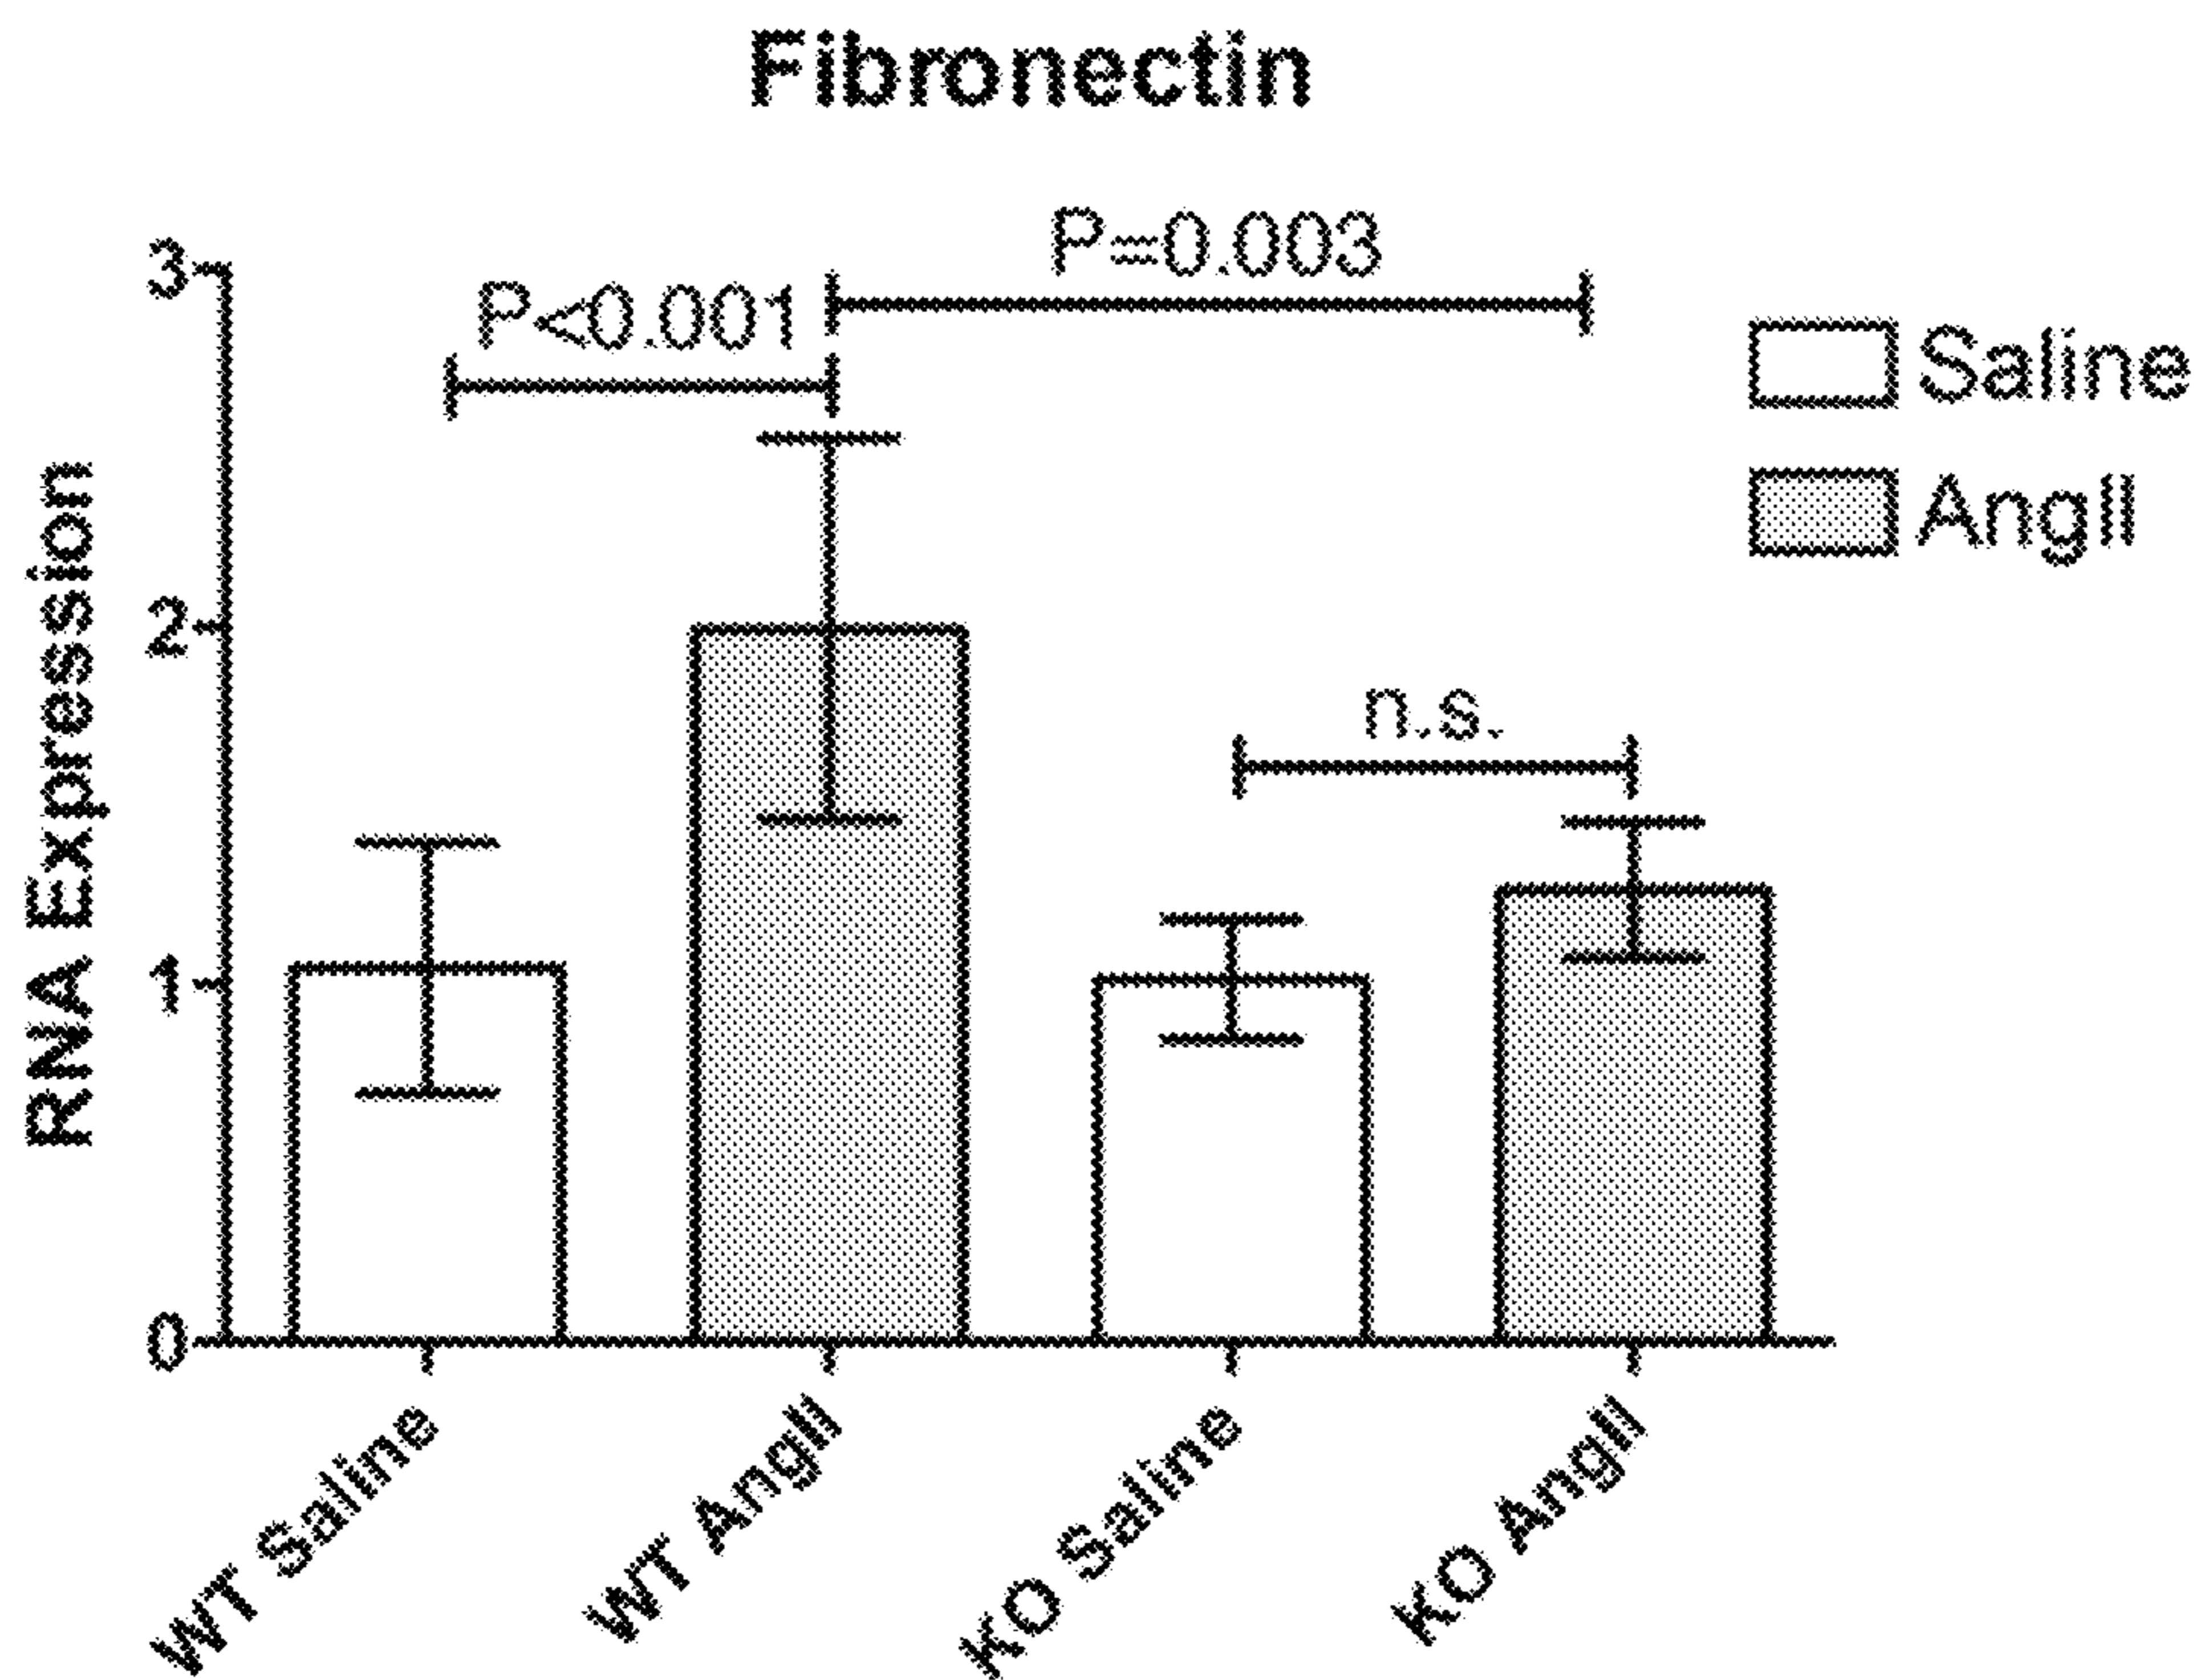 Fibronectin
P=0.003
P<0.001
Saline
AngII
n.s.
RNA Expression
3
2
1
0
WT Saline
WT AngII
KO Saline
KO AngII